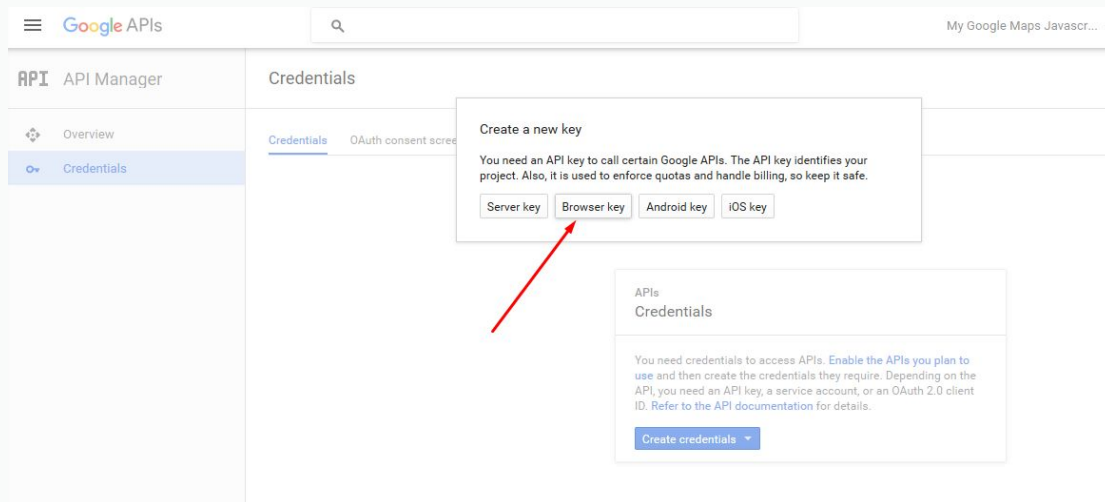 Google APIs
My Google Maps Javascr...
API API Manager
Credentials
Overview
Credentials
Credentials OAuth consent scree
Create a new key
You need an API key to call certain Google APIs. The API key identifies your
project. Also, it is used to enforce quotas and handle billing, so keep it safe.
Server key Browser key Android key iOS key
APIs
Credentials
You need credentials to access APIs. Enable the APIs you plan to
use and then create the credentials they require. Depending on the
API, you need an API key, a service account, or an OAuth 2.0 client
ID. Refer to the API documentation for details.
Create credentials